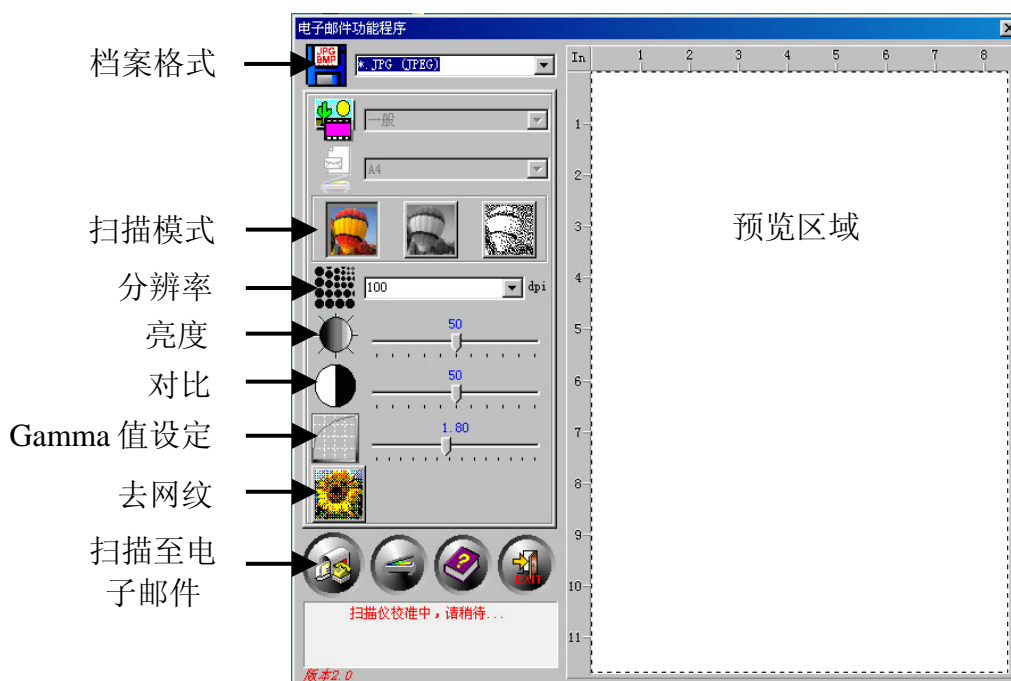 电子邮件功能程序
档案格式
JPG
BMP
*.JPG (JPEG)
In 1 2 3 4 5 6 7 8
一般
1
A4
2
扫描模式
3
预览区域
分辨率
100
dpi
4
亮度
50
5
对比
50
6
Gamma 值设定
1.80
7
去网纹
8
9
扫描至电
子邮件
?
EXIT
10
扫描仪校准中，请稍待...
11
版本2.0